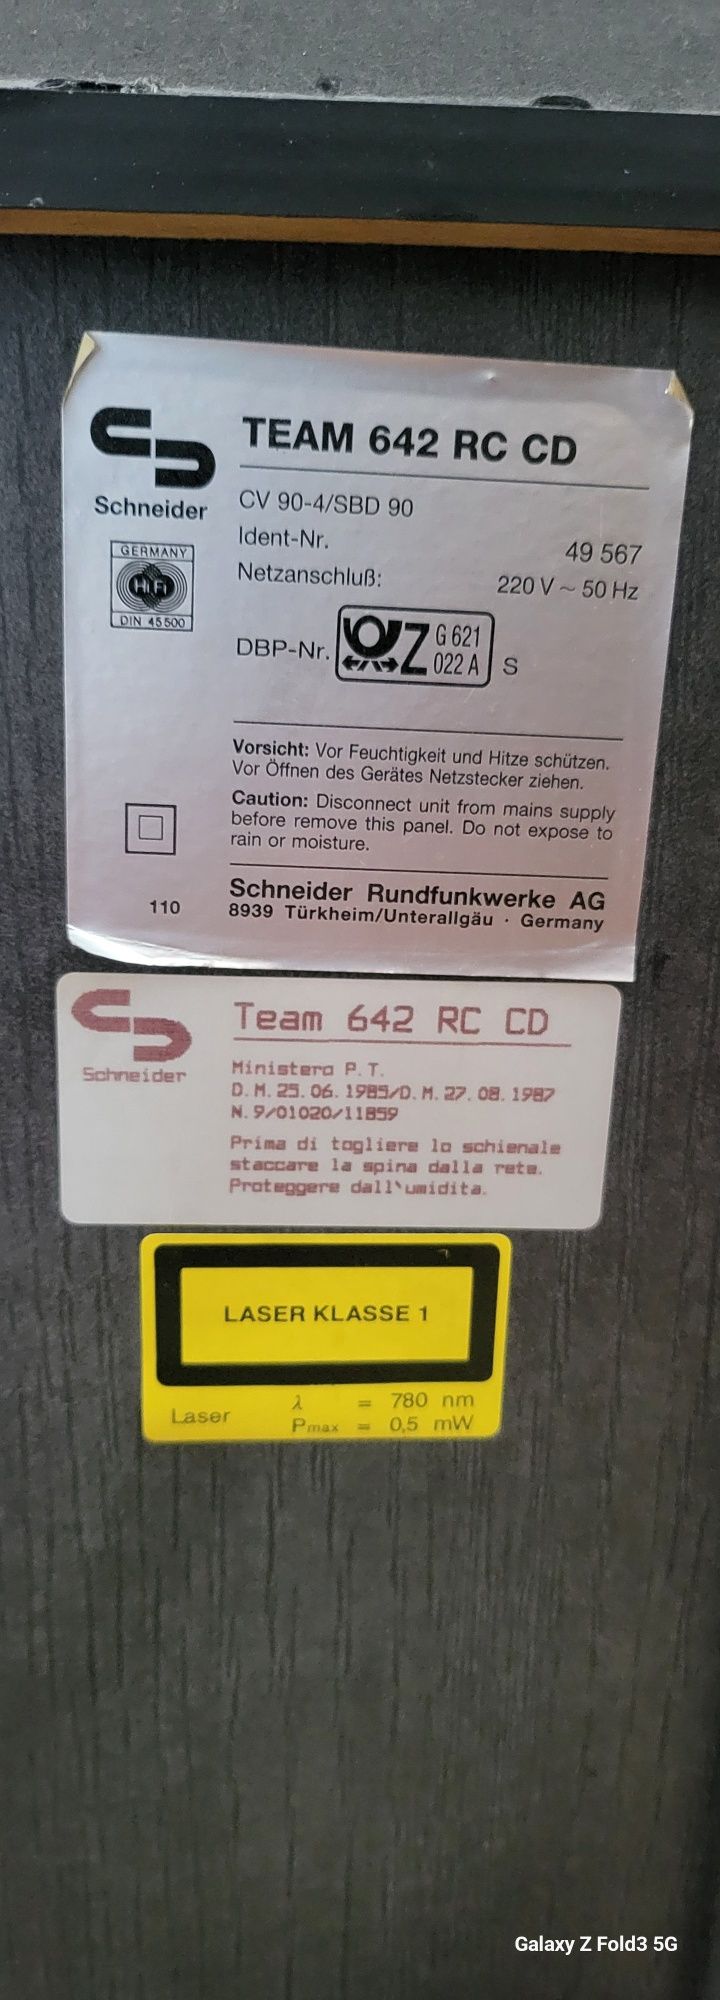 TEAM 642 RC CD
Schneider
CV 90-4/SBD 90
Ident-Nr. 49 567
Netzanschluß: 220 V ~ 50 Hz
GERMANY
HiFi
DIN 45500
DBP-Nr. Z G 621
022 A S
Vorsicht: Vor Feuchtigkeit und Hitze schützen.
Vor Öffnen des Gerätes Netzstecker ziehen.
Caution: Disconnect unit from mains supply
before remove this panel. Do not expose to
rain or moisture.
110
Schneider Rundfunkwerke AG
8939 Türkheim/Unterallgäu · Germany
Schneider
Team 642 RC CD
Ministero P. T.
D. M. 25. 06. 1985/D. M. 27. 08. 1987
N. 9/01020/11859
Prima di togliere lo schienale
staccare la spina dalla rete.
Proteggere dall'umidita.
LASER KLASSE 1
Laser λ = 780 nm
Pmax = 0,5 mW
Galaxy Z Fold3 5G